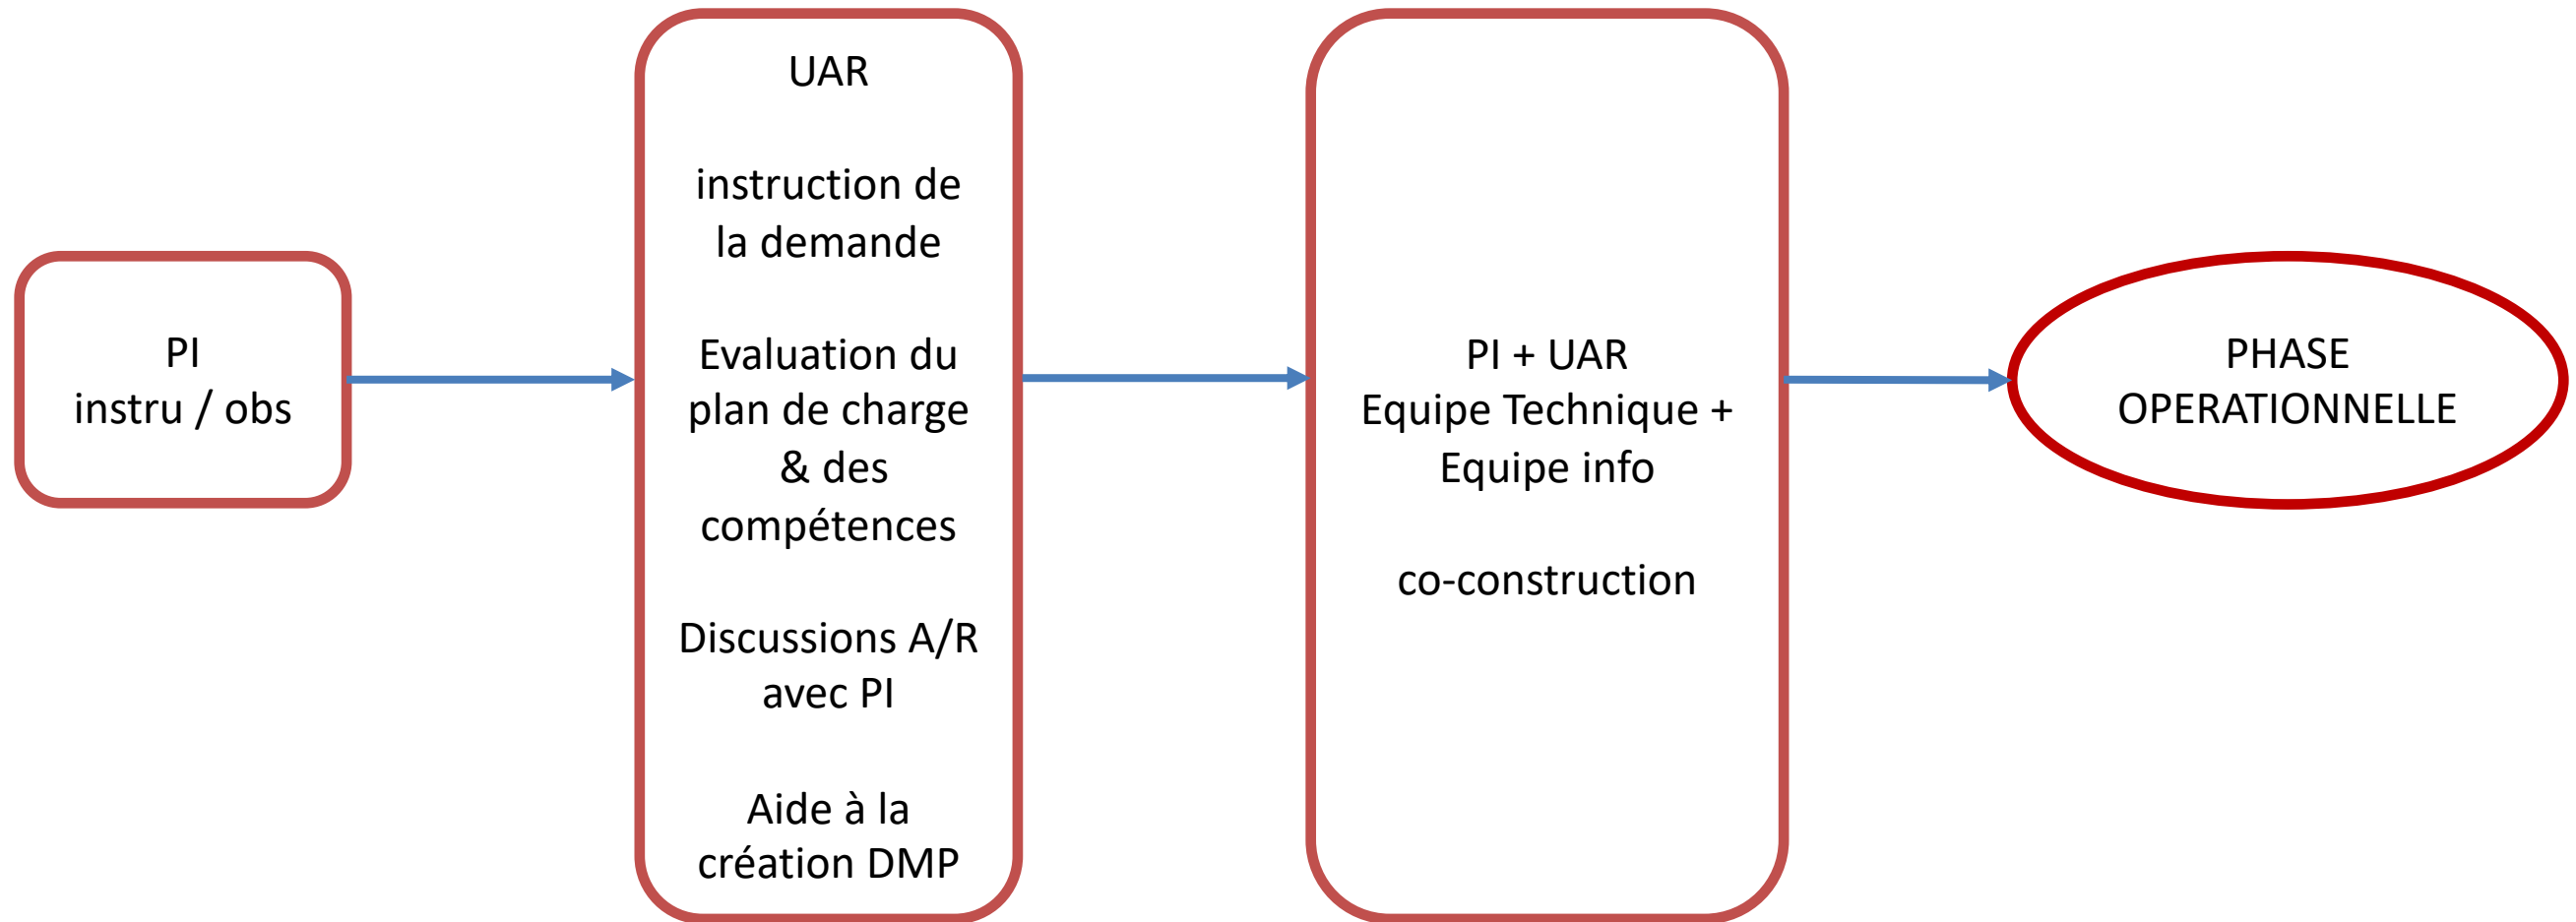 PI
instru / obs
UAR
instruction de
la demande
Evaluation du
plan de charge
& des
compétences
Discussions A/R
avec PI
Aide à la
création DMP
PI + UAR
Equipe Technique +
Equipe info
co-construction
PHASE
OPERATIONNELLE